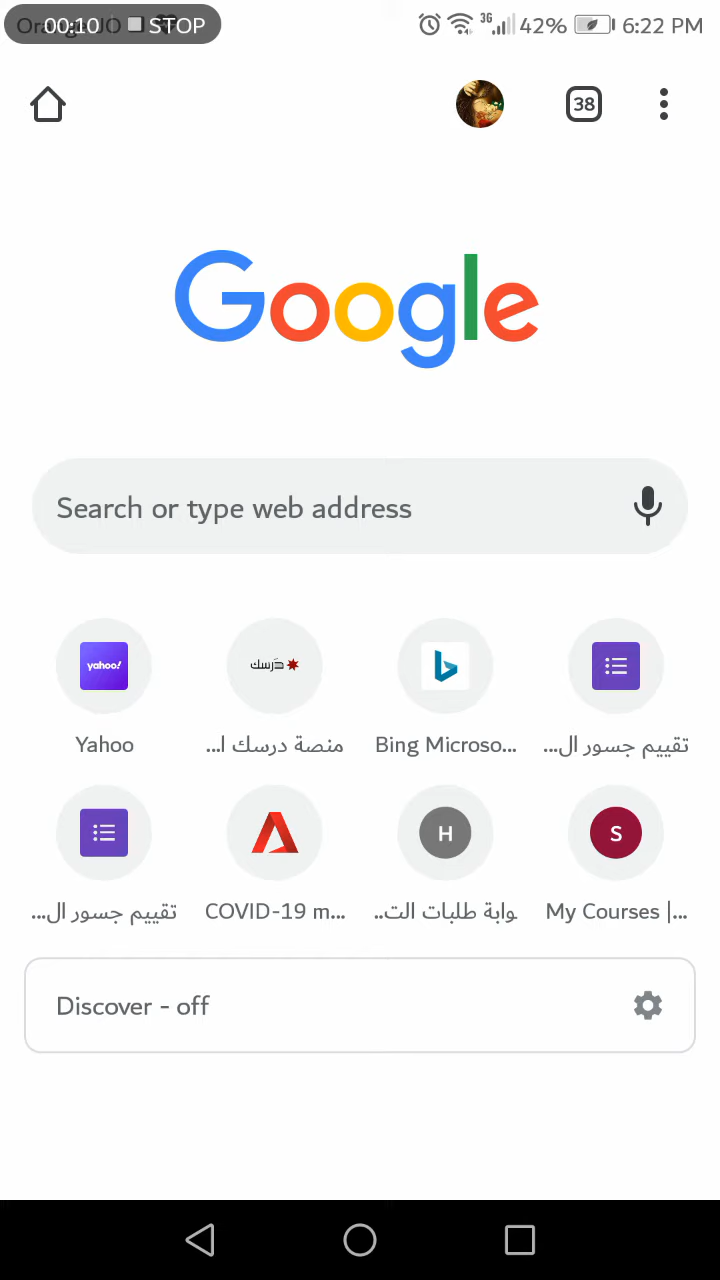 00:10 STOP 3G 42% 6:22 PM
38
Google
Search or type web address
yahoo! درسك
Yahoo منصة درسك ا... Bing Microso... تقييم جسور ال...
H S
تقييم جسور ال... COVID-19 m... وابة طلبات الت.. My Courses |...
Discover - off